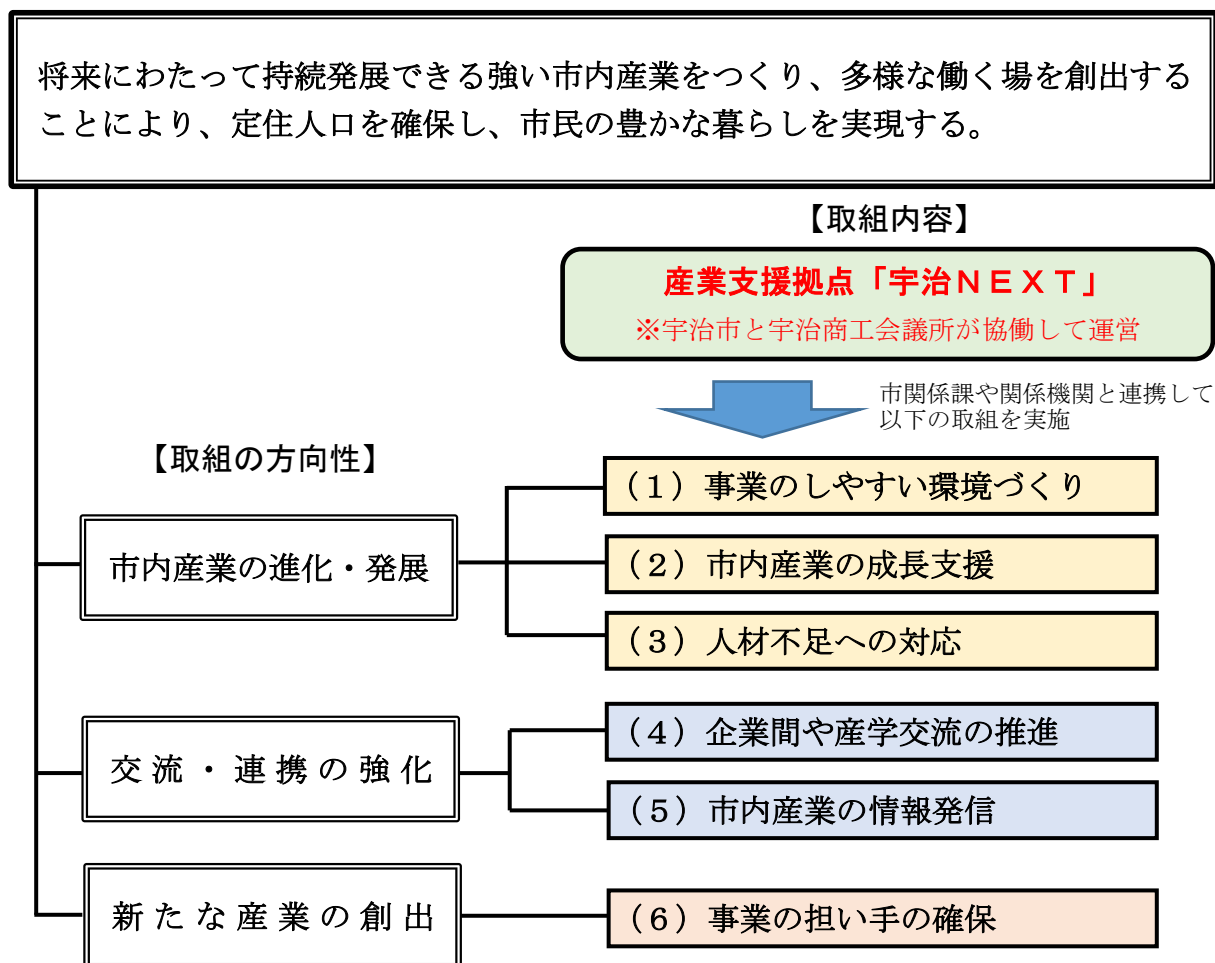 将来にわたって持続発展できる強い市内産業をつくり、多様な働く場を創出する
ことにより、定住人口を確保し、市民の豊かな暮らしを実現する。
【取組内容】
産業支援拠点「宇治ＮＥＸＴ」
※宇治市と宇治商工会議所が協働して運営
市関係課や関係機関と連携して
以下の取組を実施
【取組の方向性】
市内産業の進化・発展
（１）事業のしやすい環境づくり
（２）市内産業の成長支援
（３）人材不足への対応
交流・連携の強化
（４）企業間や産学交流の推進
（５）市内産業の情報発信
新たな産業の創出
（６）事業の担い手の確保